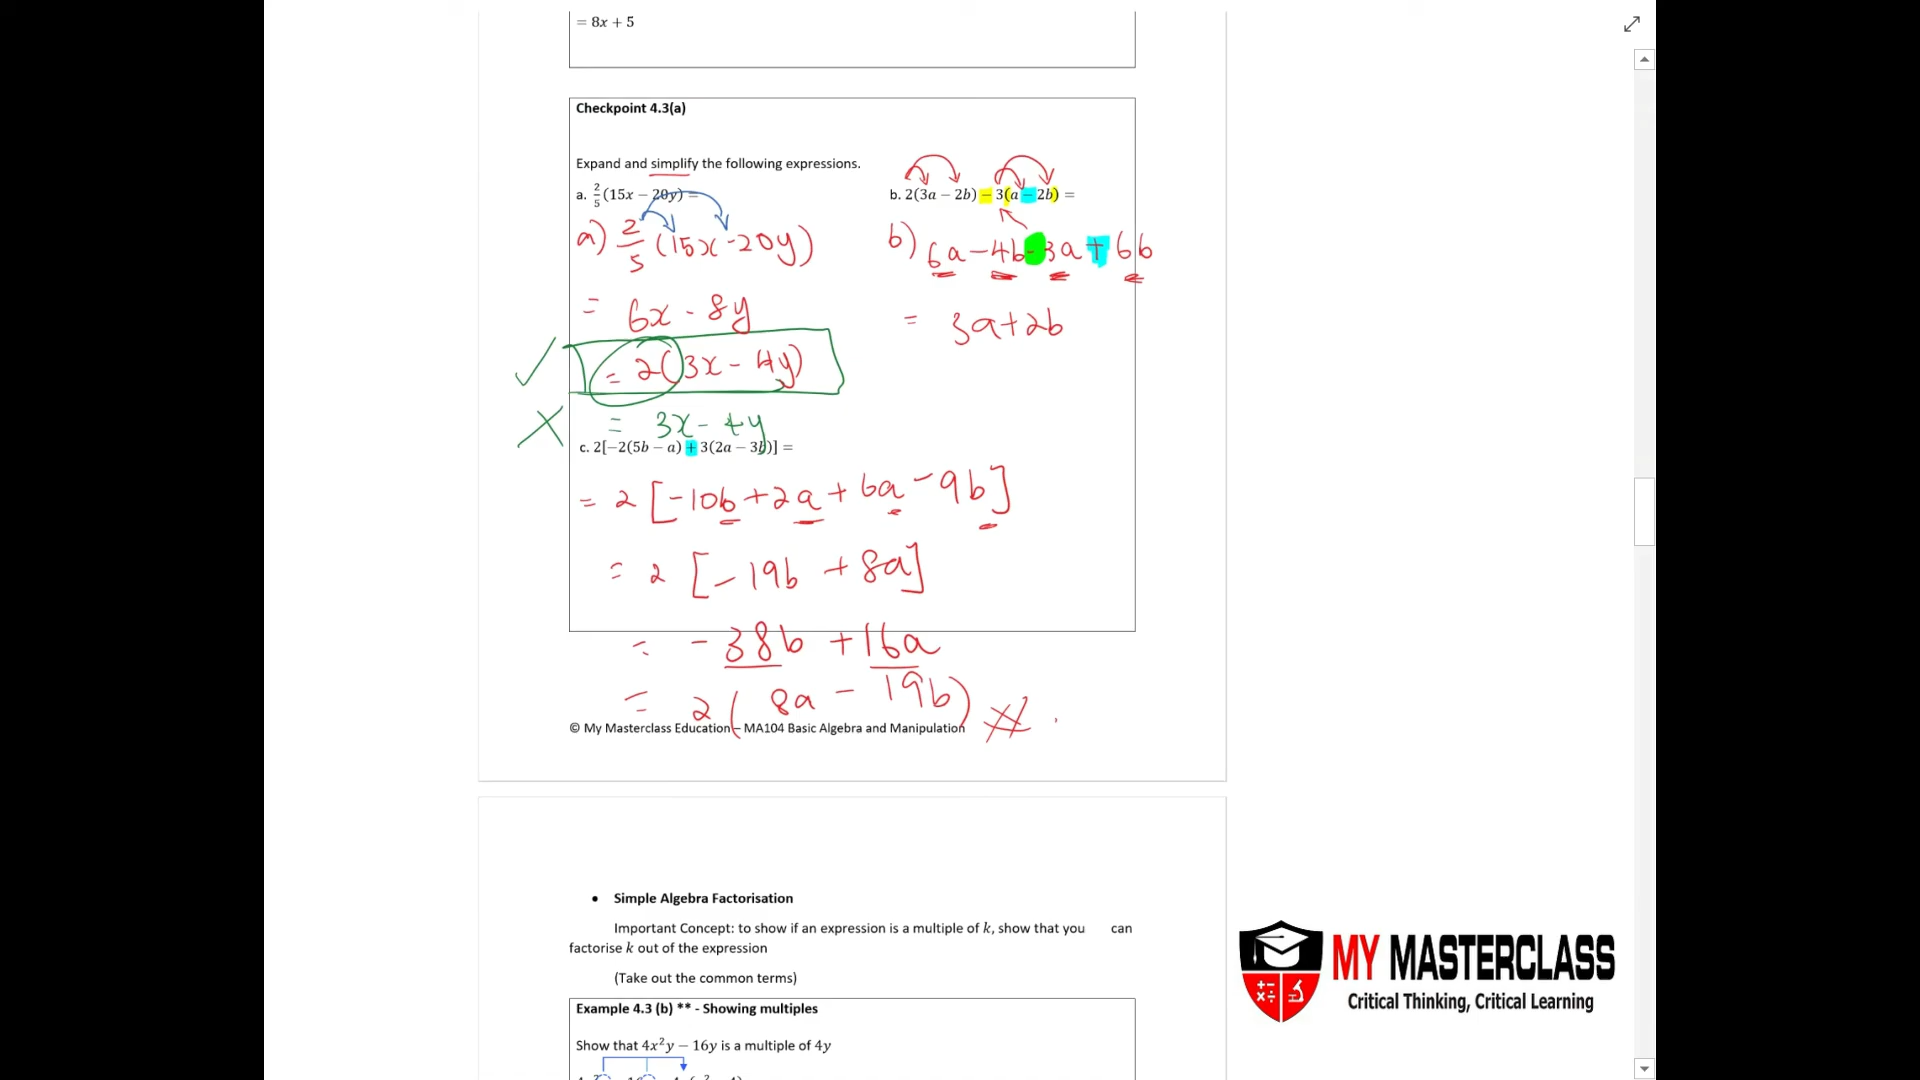 = 8x + 5
Checkpoint 4.3(a)
Expand and simplify the following expressions.
a. 2/5 (15x − 20y) =
b. 2(3a − 2b) − 3(a − 2b) =
a) 2/5 (15x - 20y)
b) 6a - 4b - 3a + 6b
= 6x - 8y
= 3a + 2b
= 2(3x - 4y)
= 3x - 4y
c. 2[−2(5b − a) + 3(2a − 3b)] =
= 2 [-10b + 2a + 6a - 9b]
= 2 [-19b + 8a]
= -38b + 16a
= 2(8a - 19b)
© My Masterclass Education – MA104 Basic Algebra and Manipulation
• Simple Algebra Factorisation
Important Concept: to show if an expression is a multiple of k, show that you can
factorise k out of the expression
(Take out the common terms)
Example 4.3 (b) ** - Showing multiples
Show that 4x²y − 16y is a multiple of 4y
MY MASTERCLASS
Critical Thinking, Critical Learning